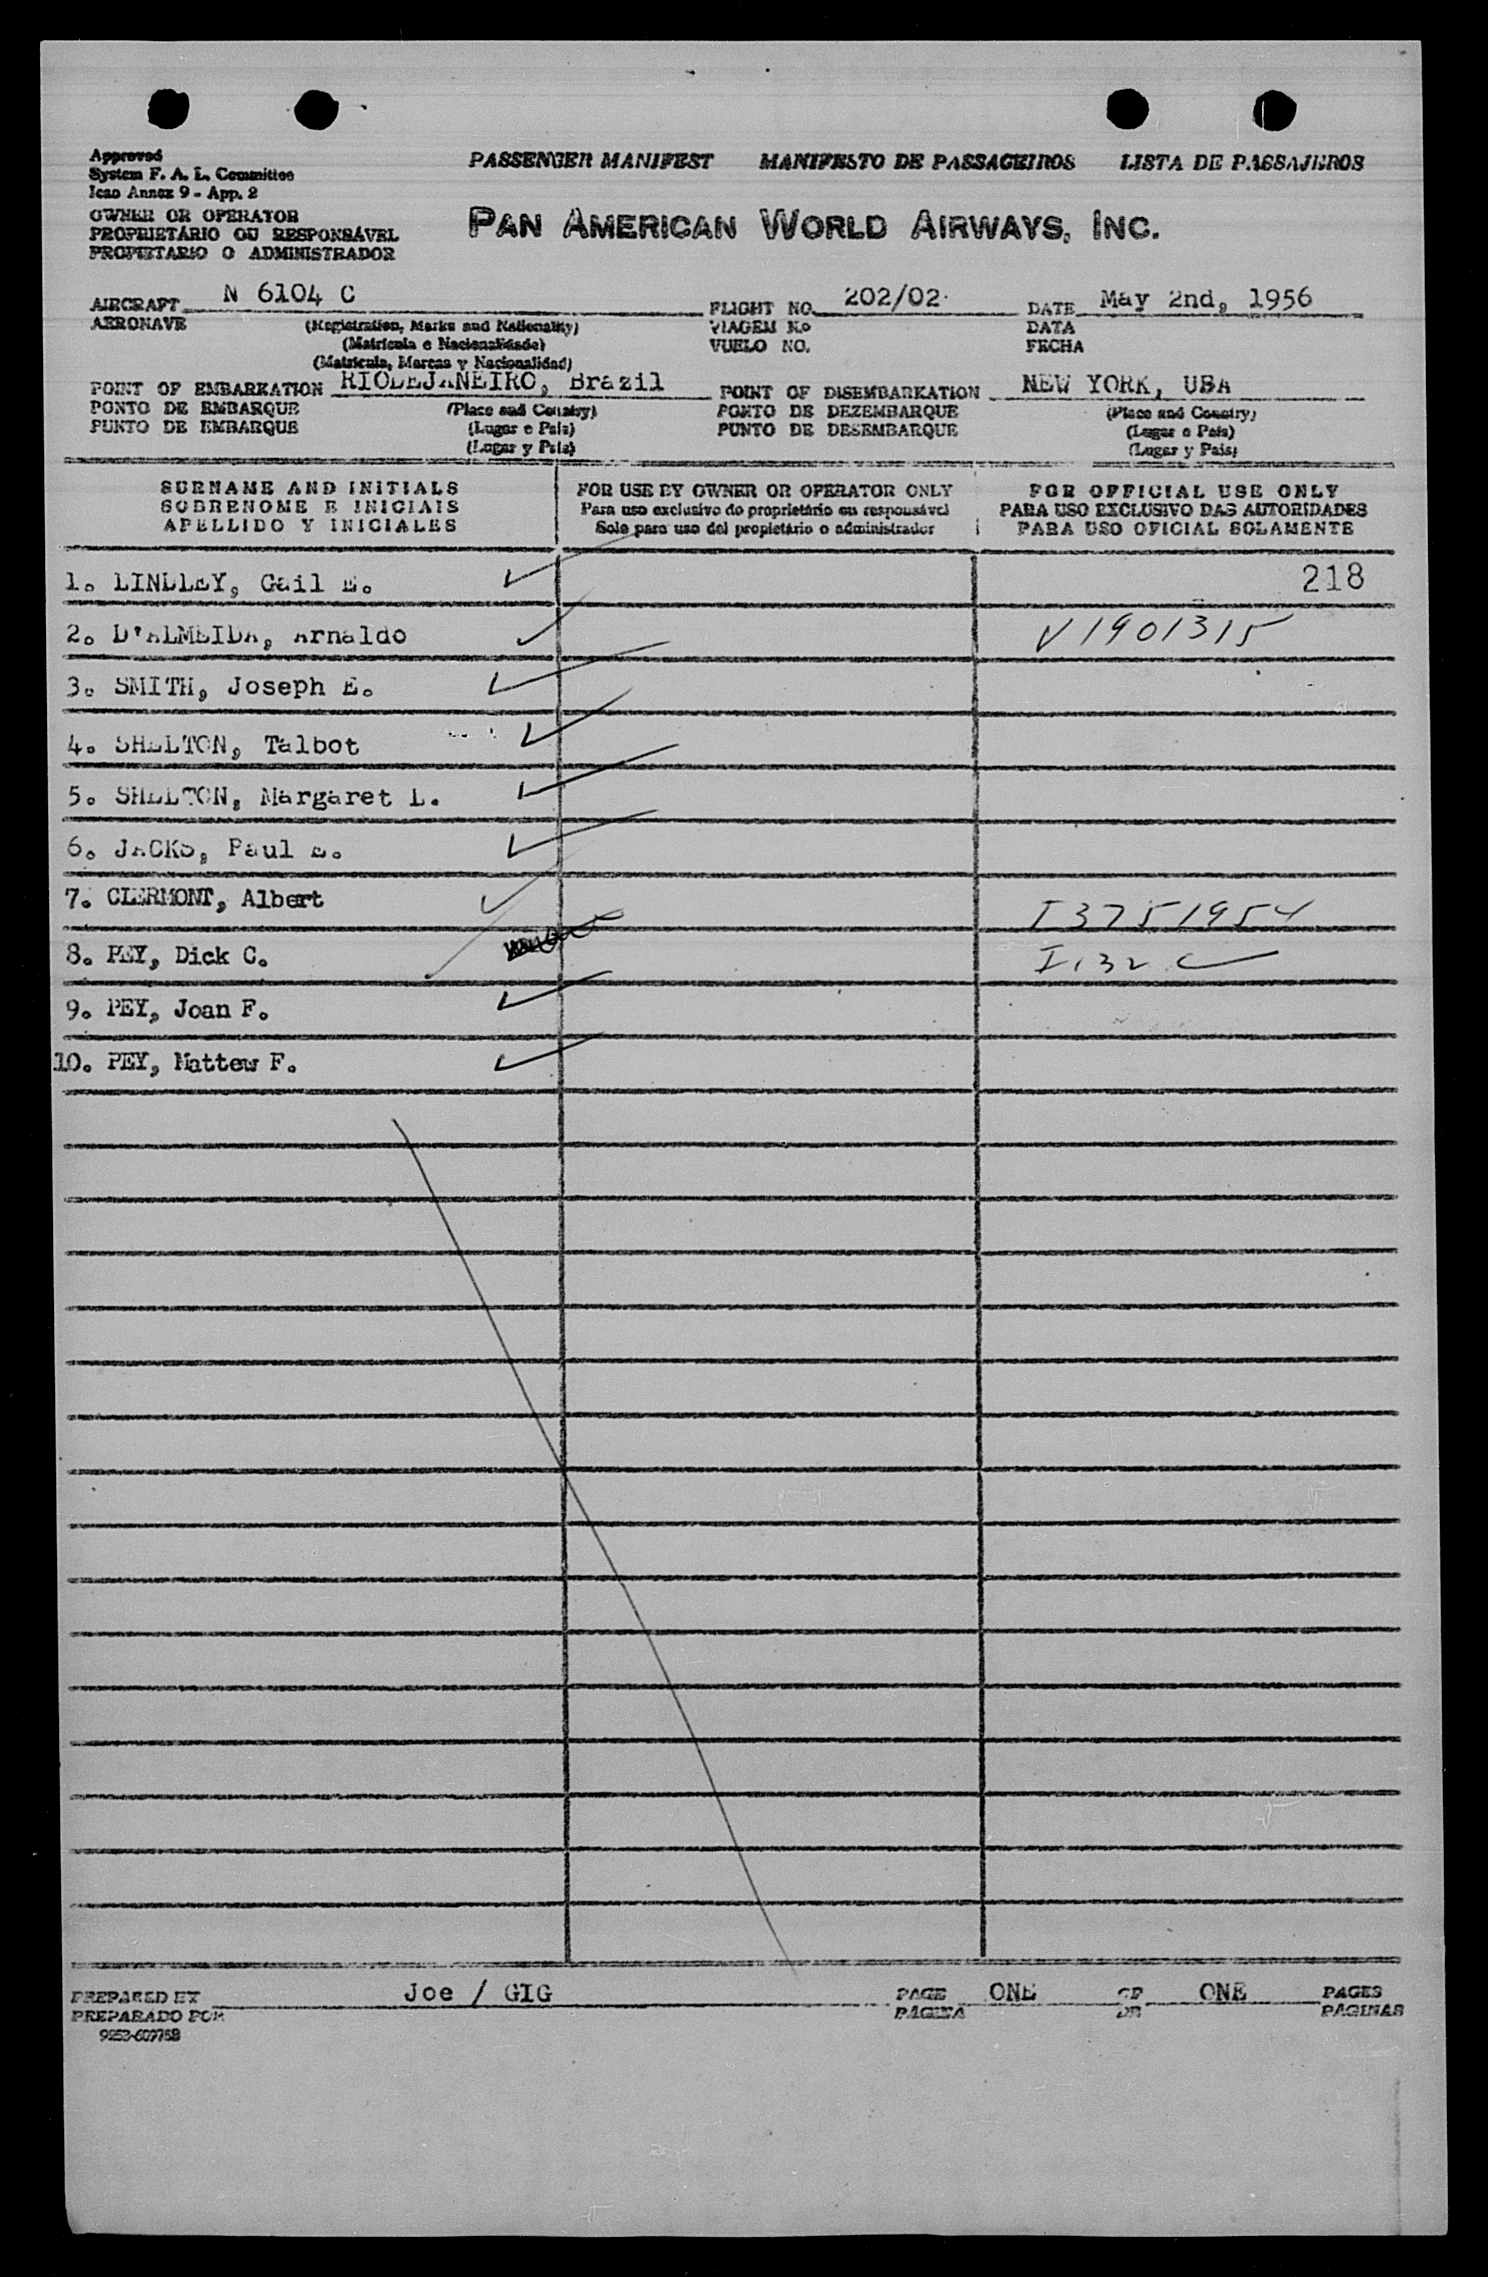 Approved
System F. A. L. Committee
Icao Annex 9 - App. 2
PASSENGER MANIFEST MANIFESTO DE PASSAGEIROS LISTA DE PASSAJEROS
OWNER OR OPERATOR
PROPRIETÁRIO OU RESPONSÁVEL
PROPIETARIO O ADMINISTRADOR
PAN AMERICAN WORLD AIRWAYS, INC.
AIRCRAFT N 6104 C FLIGHT NO. 202/02 DATE May 2nd, 1956
AERONAVE (Registration, Marks and Nationality) VIAGEM No DATA
(Matrícula e Nacionalidade) VUELO NO. FECHA
(Matrícula, Marcas y Nacionalidad)
POINT OF EMBARKATION RIODEJANEIRO, Brazil POINT OF DISEMBARKATION NEW YORK, USA
PONTO DE EMBARQUE (Place and Country) PONTO DE DEZEMBARQUE (Place and Country)
PUNTO DE EMBARQUE (Lugar e País) PUNTO DE DESEMBARQUE (Lugar e País)
(Lugar y País) (Lugar y País)
SURNAME AND INITIALS FOR USE BY OWNER OR OPERATOR ONLY FOR OFFICIAL USE ONLY
SOBRENOME E INICIAIS Para uso exclusivo do proprietário ou responsável PARA USO EXCLUSIVO DAS AUTORIDADES
APELLIDO Y INICIALES Solo para uso del propietário o administrador PARA USO OFICIAL SOLAMENTE
1. LINDLEY, Gail E. 218
2. D'ALMEIDA, Arnaldo V1901315
3. SMITH, Joseph E.
4. SHELTON, Talbot
5. SHELTON, Margaret L.
6. JACKS, Paul E.
7. CLERMONT, Albert I3751954
8. PEY, Dick C. I.132 C
9. PEY, Joan F.
10. PEY, Mattew F.
PREPARED BY Joe / GIG PAGE ONE OF ONE PAGES
PREPARADO POR PAGINA DE PAGINAS
9253-607768